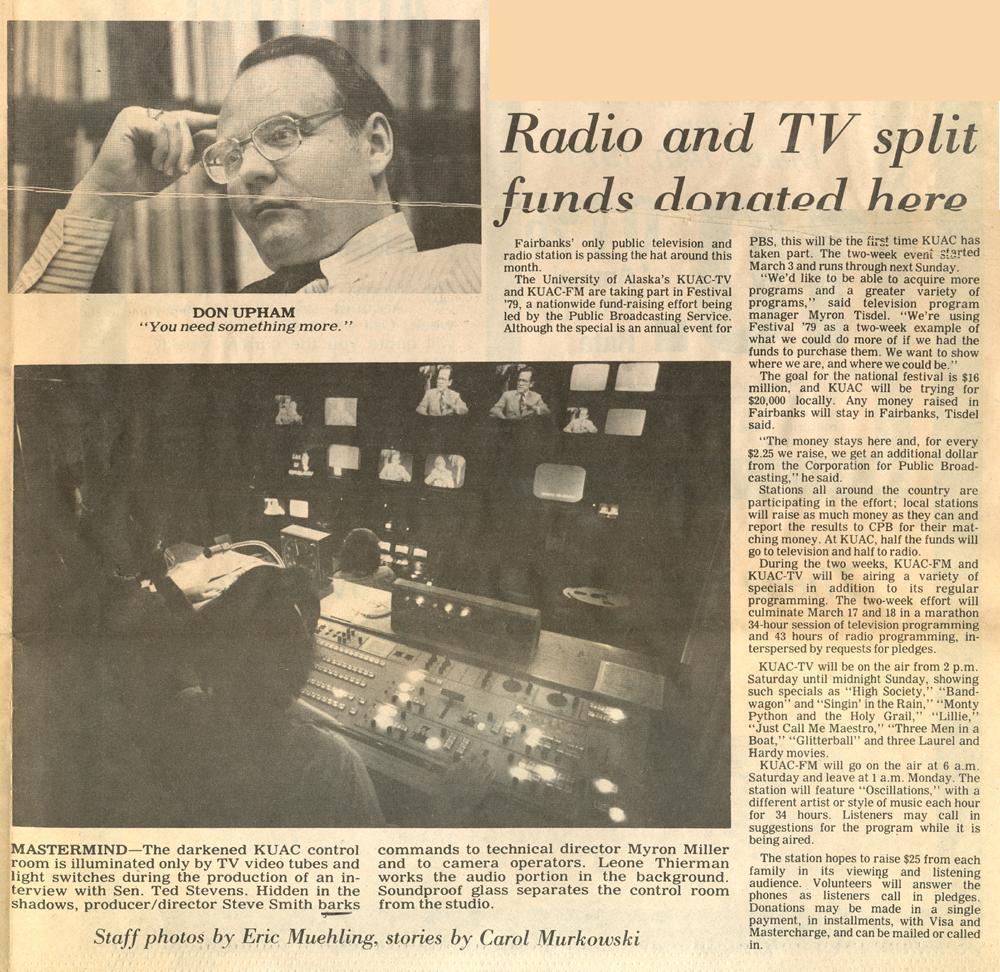 Radio and TV split
funds donated here
DON UPHAM
“You need something more.”
Fairbanks’ only public television and
radio station is passing the hat around this
month.
The University of Alaska’s KUAC-TV
and KUAC-FM are taking part in Festival
’79, a nationwide fund-raising effort being
led by the Public Broadcasting Service.
Although the special is an annual event for
PBS, this will be the first time KUAC has
taken part. The two-week event started
March 3 and runs through next Sunday.
“We’d like to be able to acquire more
programs and a greater variety of
programs,” said television program
manager Myron Tisdel. “We’re using
Festival ’79 as a two-week example of
what we could do more of if we had the
funds to purchase them. We want to show
where we are, and where we could be.”
The goal for the national festival is $16
million, and KUAC will be trying for
$20,000 locally. Any money raised in
Fairbanks will stay in Fairbanks, Tisdel
said.
“The money stays here and, for every
$2.25 we raise, we get an additional dollar
from the Corporation for Public Broad-
casting,” he said.
Stations all around the country are
participating in the effort; local stations
will raise as much money as they can and
report the results to CPB for their mat-
ching money. At KUAC, half the funds will
go to television and half to radio.
During the two weeks, KUAC-FM and
KUAC-TV will be airing a variety of
specials in addition to its regular
programming. The two-week effort will
culminate March 17 and 18 in a marathon
34-hour session of television programming
and 43 hours of radio programming, in-
terspersed by requests for pledges.
KUAC-TV will be on the air from 2 p.m.
Saturday until midnight Sunday, showing
such specials as “High Society,” “Band-
wagon” and “Singin’ in the Rain,” “Monty
Python and the Holy Grail,” “Lillie,”
“Just Call Me Maestro,” “Three Men in a
Boat,” “Glitterball” and three Laurel and
Hardy movies.
KUAC-FM will go on the air at 6 a.m.
Saturday and leave at 1 a.m. Monday. The
station will feature “Oscillations,” with a
different artist or style of music each hour
for 34 hours. Listeners may call in
suggestions for the program while it is
being aired.
The station hopes to raise $25 from each
family in its viewing and listening
audience. Volunteers will answer the
phones as listeners call in pledges.
Donations may be made in a single
payment, in installments, with Visa and
Mastercharge, and can be mailed or called
in.
MASTERMIND—The darkened KUAC control
room is illuminated only by TV video tubes and
light switches during the production of an in-
terview with Sen. Ted Stevens. Hidden in the
shadows, producer/director Steve Smith barks
commands to technical director Myron Miller
and to camera operators. Leone Thierman
works the audio portion in the background.
Soundproof glass separates the control room
from the studio.
Staff photos by Eric Muehling, stories by Carol Murkowski